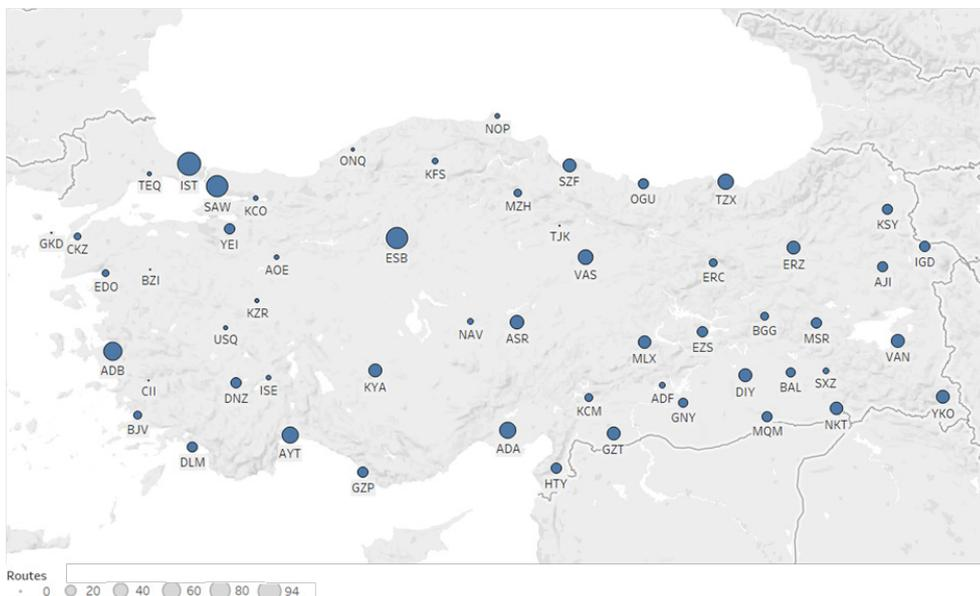 NOP
ONQ
KFS
TEQ
IST
SZF
SAW
KCO
MZH
OGU
TZX
KSY
GKD
CKZ
YEI
ESB
TJK
VAS
ERC
ERZ
AJI
IGD
EDO
BZI
AOE
KZR
USQ
NAV
ASR
MLX
EZS
BGG
MSR
VAN
ADB
CII
DNZ
ISE
KYA
KCM
ADF
GNY
DIY
BAL
SXZ
YKO
BJV
DLM
AYT
GZP
ADA
HTY
GZT
MQM
NKT
Routes
0 20 40 60 80 94